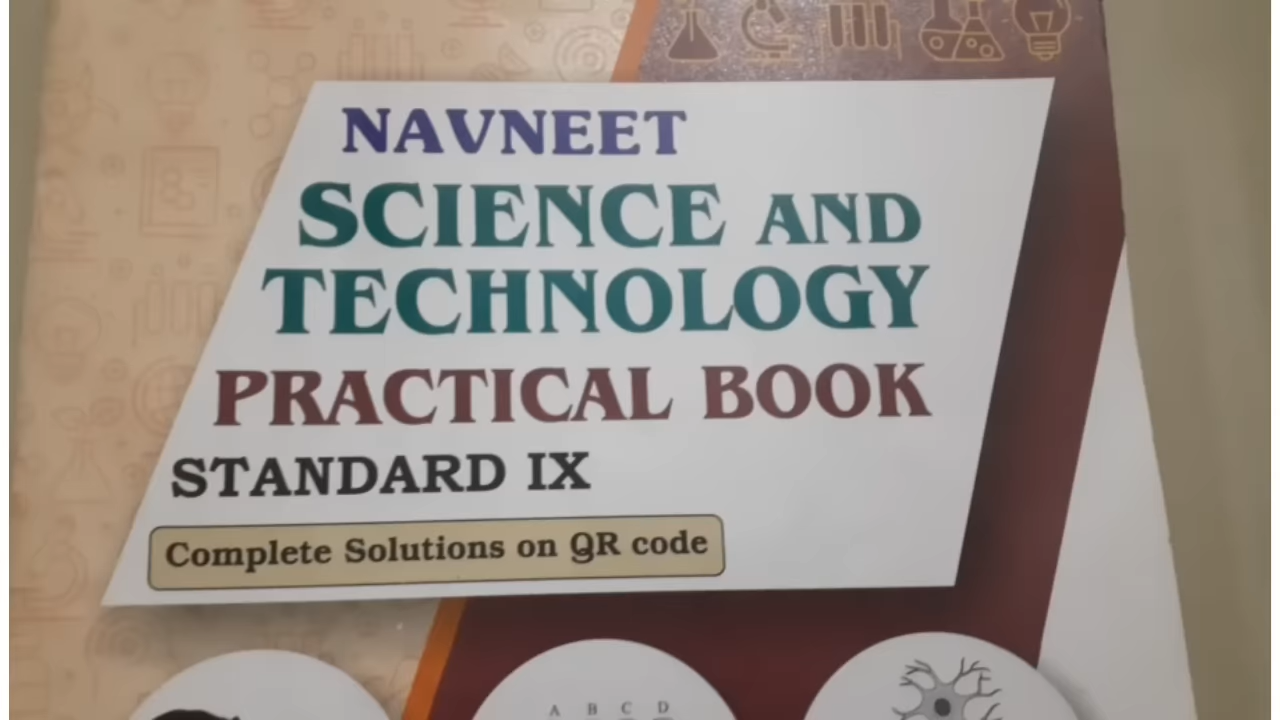 NAVNEET
SCIENCE AND
TECHNOLOGY
PRACTICAL BOOK
STANDARD IX
Complete Solutions on QR code
A B C D